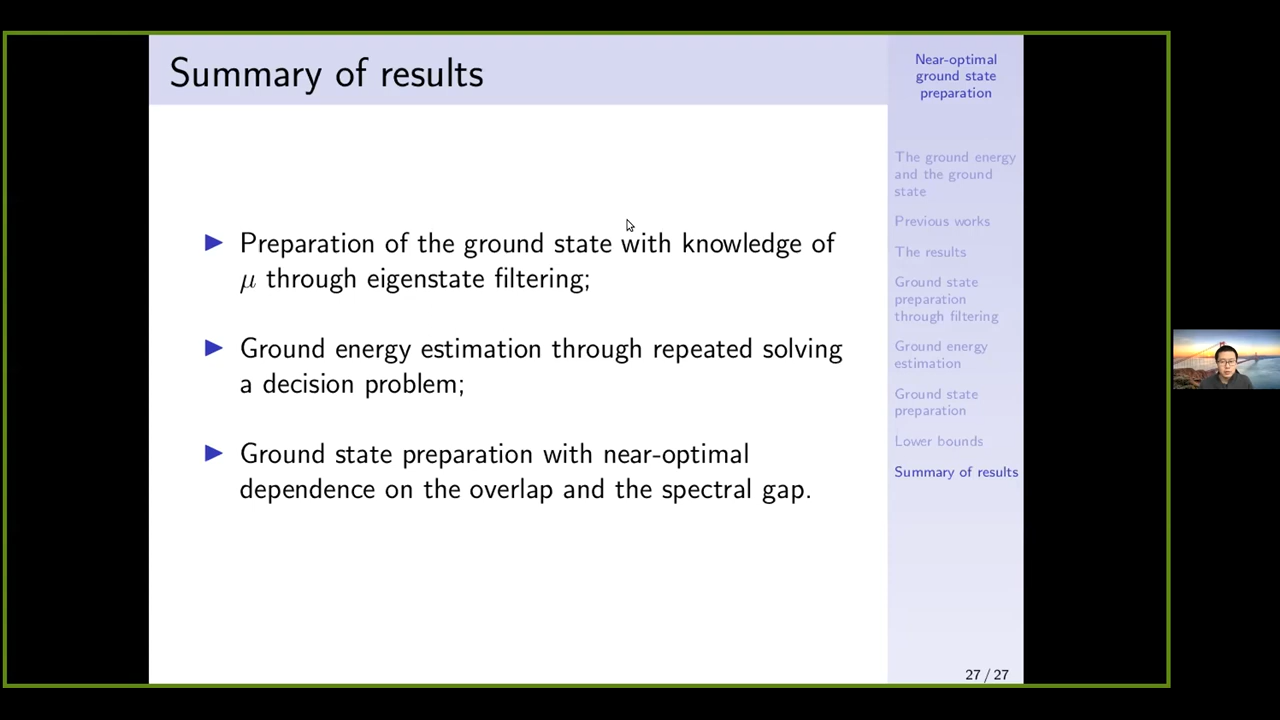 Summary of results
▶ Preparation of the ground state with knowledge of
μ through eigenstate filtering;
▶ Ground energy estimation through repeated solving
a decision problem;
▶ Ground state preparation with near-optimal
dependence on the overlap and the spectral gap.
Near-optimal
ground state
preparation
The ground energy
and the ground
state
Previous works
The results
Ground state
preparation
through filtering
Ground energy
estimation
Ground state
preparation
Lower bounds
Summary of results
27 / 27